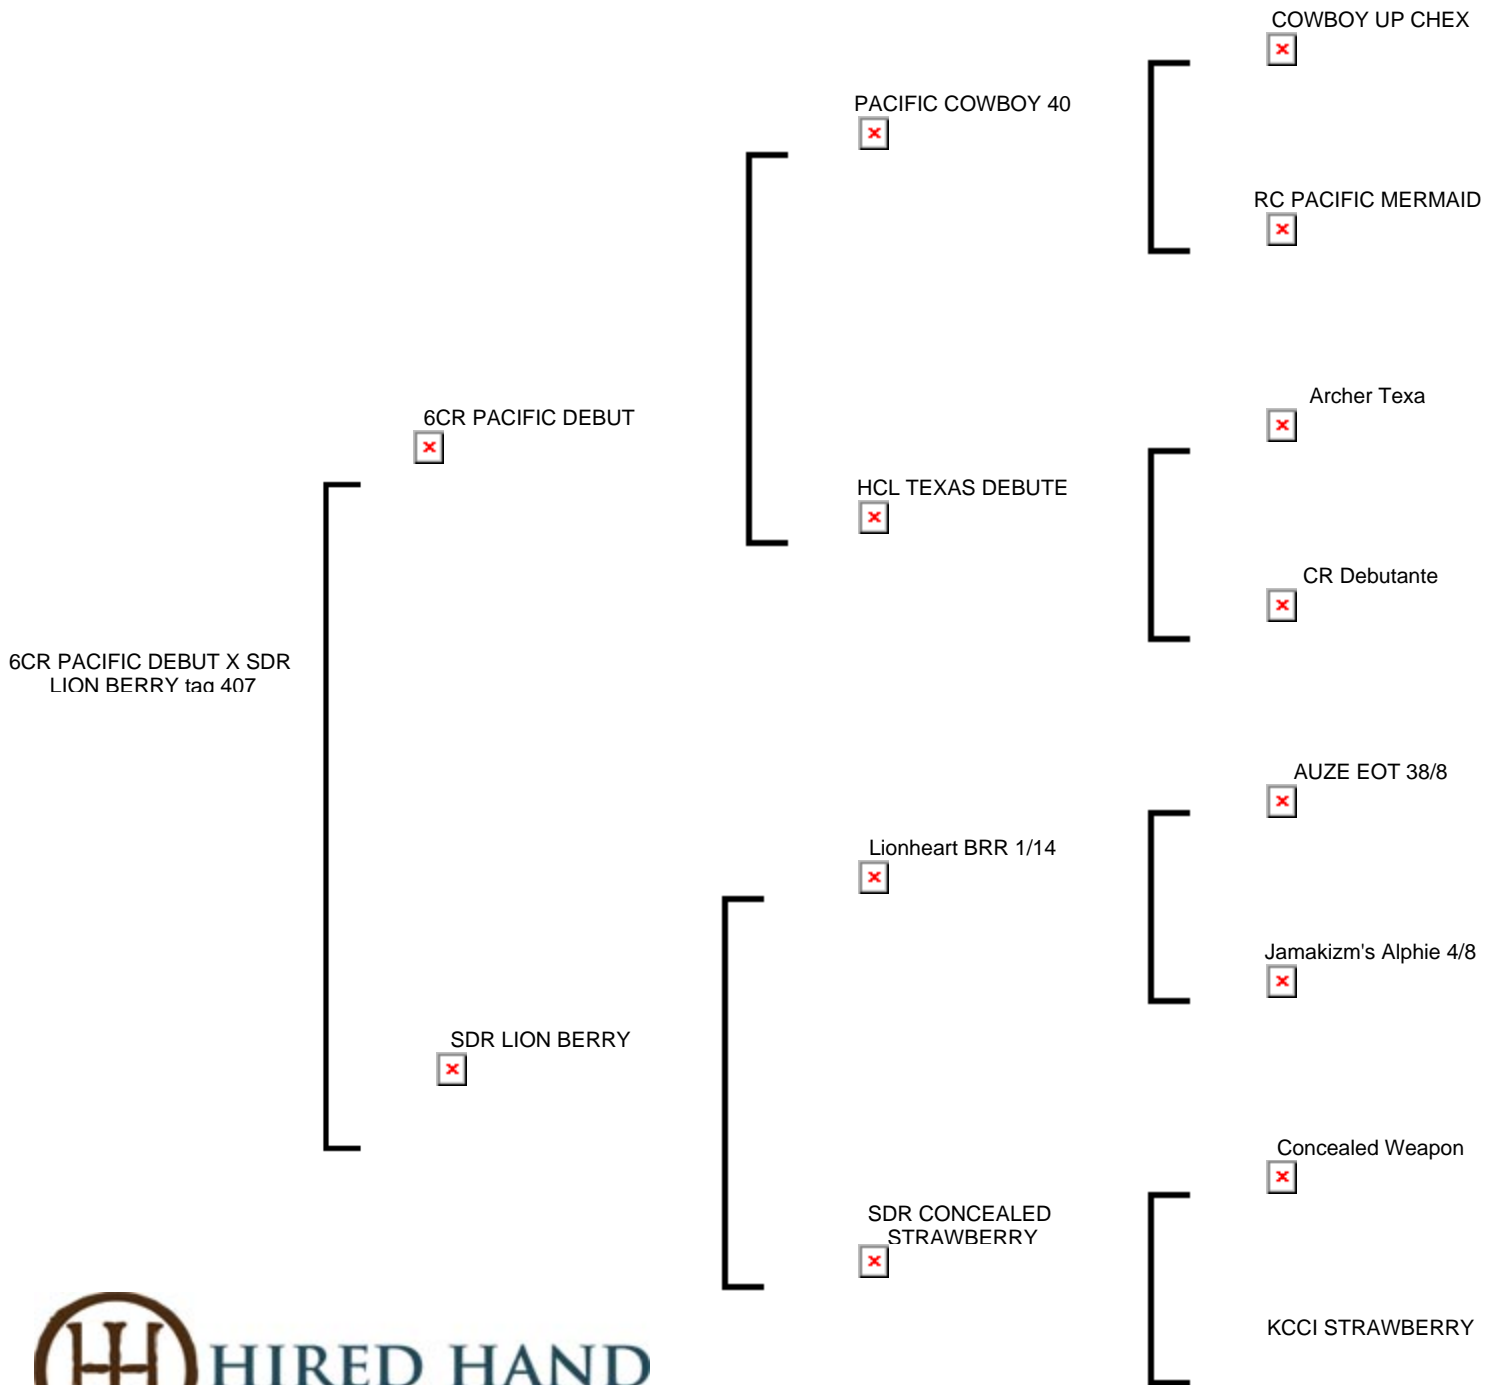 COWBOY UP CHEX
PACIFIC COWBOY 40
RC PACIFIC MERMAID
Archer Texa
6CR PACIFIC DEBUT
HCL TEXAS DEBUTE
CR Debutante
6CR PACIFIC DEBUT X SDR
LION BERRY tag 407
AUZE EOT 38/8
Lionheart BRR 1/14
Jamakizm's Alphie 4/8
SDR LION BERRY
Concealed Weapon
SDR CONCEALED
STRAWBERRY
KCCI STRAWBERRY
HIRED HAND